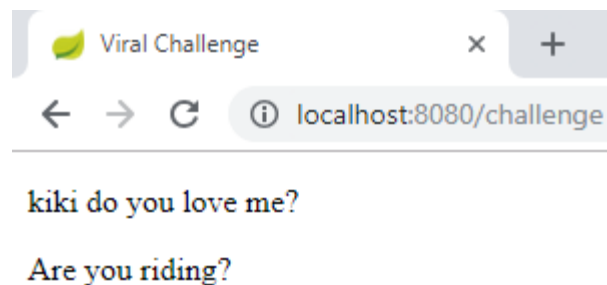 Viral Challenge
localhost:8080/challenge
kiki do you love me?
Are you riding?